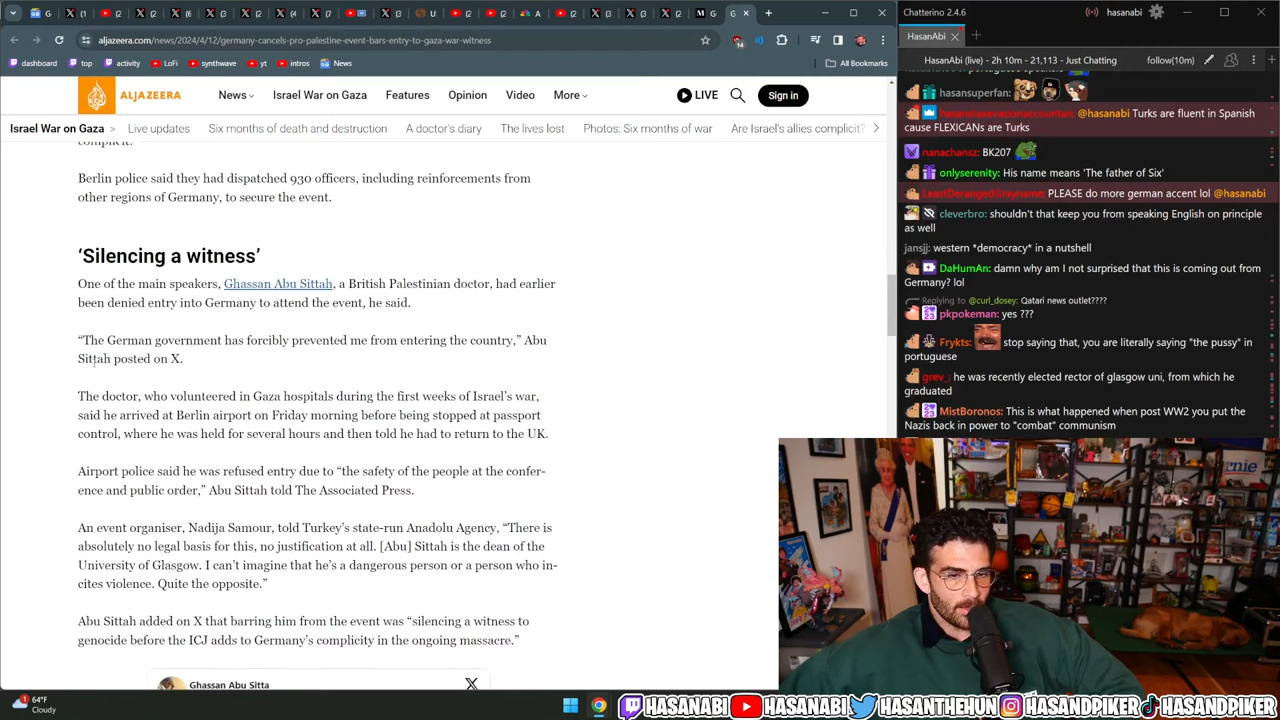 Chatterino 2.4.6
hasanabi
HasanAbi
HasanAbi (live) - 2h 10m - 21,113 - Just Chatting
follow(10m)
aljazeera.com/news/2024/4/12/germany-cancels-pro-palestine-event-bars-entry-to-gaza-war-witness
14
dashboard
top
activity
LoFi
synthwave
yt
intros
News
All Bookmarks
ALJAZEERA
News
Israel War on Gaza
Features
Opinion
Video
More
LIVE
Sign in
Israel War on Gaza >
Live updates
Six months of death and destruction
A doctor's diary
The lives lost
Photos: Six months of war
Are Israel's allies complicit?
complicit.
Berlin police said they had dispatched 930 officers, including reinforcements from
other regions of Germany, to secure the event.
‘Silencing a witness’
One of the main speakers, Ghassan Abu Sittah, a British Palestinian doctor, had earlier
been denied entry into Germany to attend the event, he said.
“The German government has forcibly prevented me from entering the country,” Abu
Sittah posted on X.
The doctor, who volunteered in Gaza hospitals during the first weeks of Israel’s war,
said he arrived at Berlin airport on Friday morning before being stopped at passport
control, where he was held for several hours and then told he had to return to the UK.
Airport police said he was refused entry due to “the safety of the people at the confer-
ence and public order,” Abu Sittah told The Associated Press.
An event organiser, Nadija Samour, told Turkey’s state-run Anadolu Agency, “There is
absolutely no legal basis for this, no justification at all. [Abu] Sittah is the dean of the
University of Glasgow. I can’t imagine that he’s a dangerous person or a person who in-
cites violence. Quite the opposite.”
Abu Sittah added on X that barring him from the event was “silencing a witness to
genocide before the ICJ adds to Germany’s complicity in the ongoing massacre.”
Ghassan Abu Sitta
hasansuperfan:
@hasanabi Turks are fluent in Spanish
cause FLEXICANs are Turks
nanachansz: BK207
onlyserenity: His name means 'The father of Six'
PLEASE do more german accent lol @hasanabi
cleverbro: shouldn't that keep you from speaking English on principle
as well
jansjj: western *democracy* in a nutshell
DaHumAn: damn why am I not surprised that this is coming out from
Germany? lol
Replying to @curl_dosey: Qatari news outlet????
pkpokeman: yes ???
Frykts: stop saying that, you are literally saying "the pussy" in
portuguese
grev_: he was recently elected rector of glasgow uni, from which he
graduated
MistBoronos: This is what happened when post WW2 you put the
Nazis back in power to "combat" communism
ernie
1
64°F
Cloudy
HASANABI
HASANABI
HASANTHEHUN
HASANDPIKER
HASANDPIKER